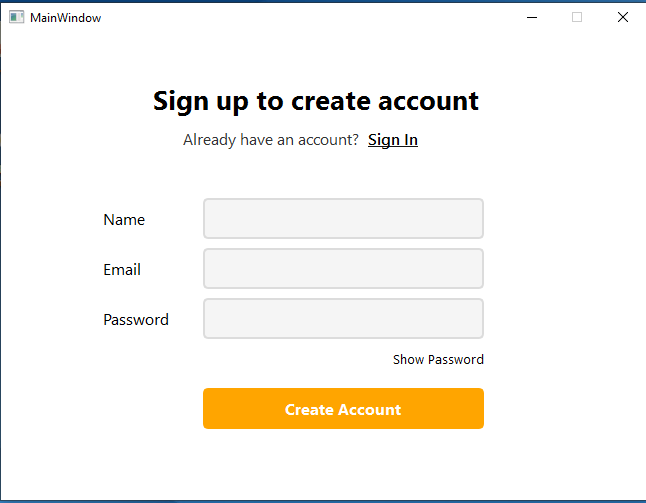 MainWindow
Sign up to create account
Already have an account? Sign In
Name
Email
Password
Show Password
Create Account